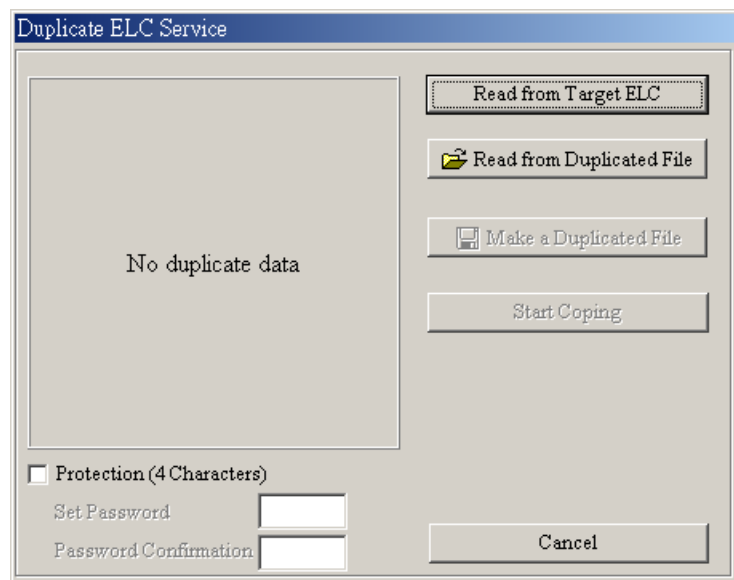 Duplicate ELC Service
Read from Target ELC
Read from Duplicated File
Make a Duplicated File
No duplicate data
Start Coping
Protection (4 Characters)
Set Password
Password Confirmation
Cancel